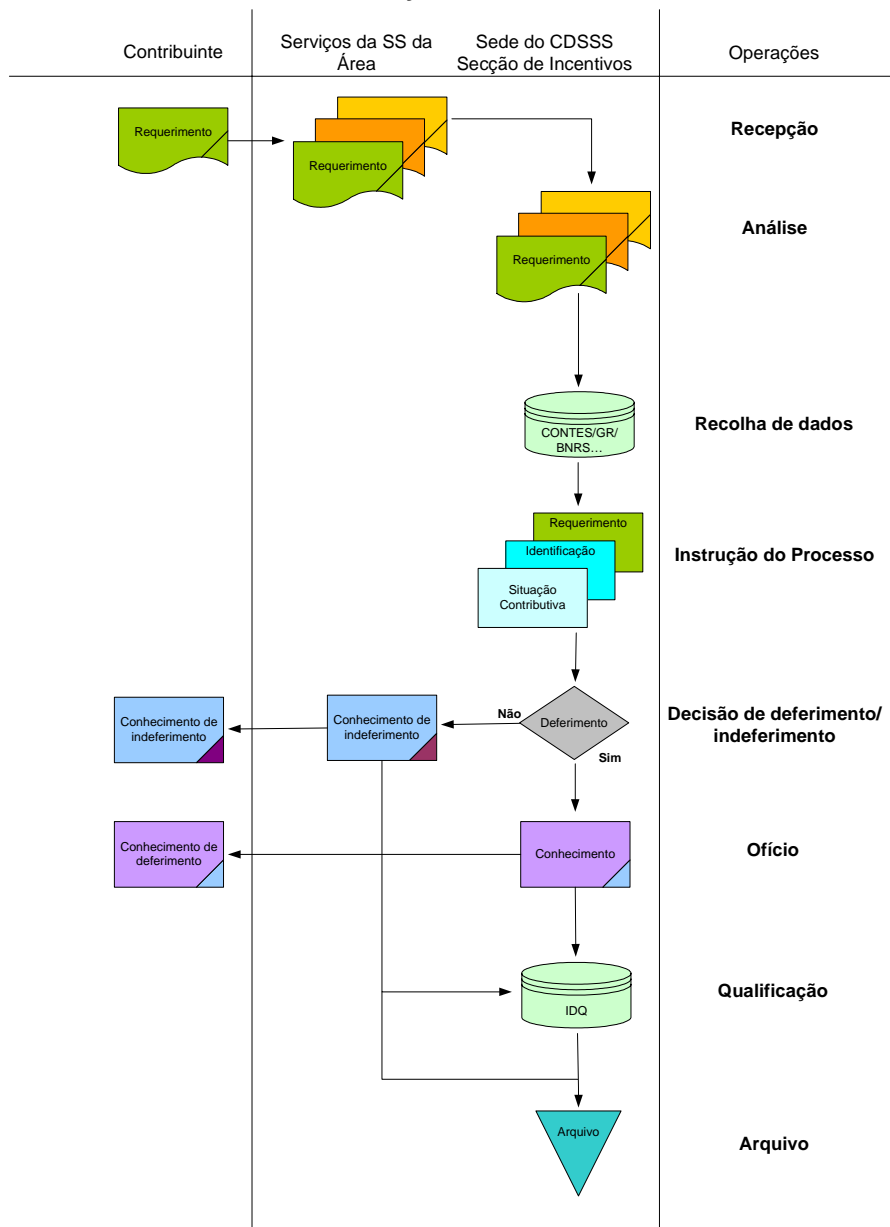 Contribuinte
Serviços da SS da
Área
Sede do CDSSS
Secção de Incentivos
Operações
Requerimento
Requerimento
Recepção
Requerimento
Análise
CONTES/GR/
BNRS...
Recolha de dados
Requerimento
Identificação
Situação
Contributiva
Instrução do Processo
Conhecimento de
indeferimento
Conhecimento de
indeferimento
Não
Deferimento
Sim
Decisão de deferimento/
indeferimento
Conhecimento de
deferimento
Conhecimento
Ofício
IDQ
Qualificação
Arquivo
Arquivo